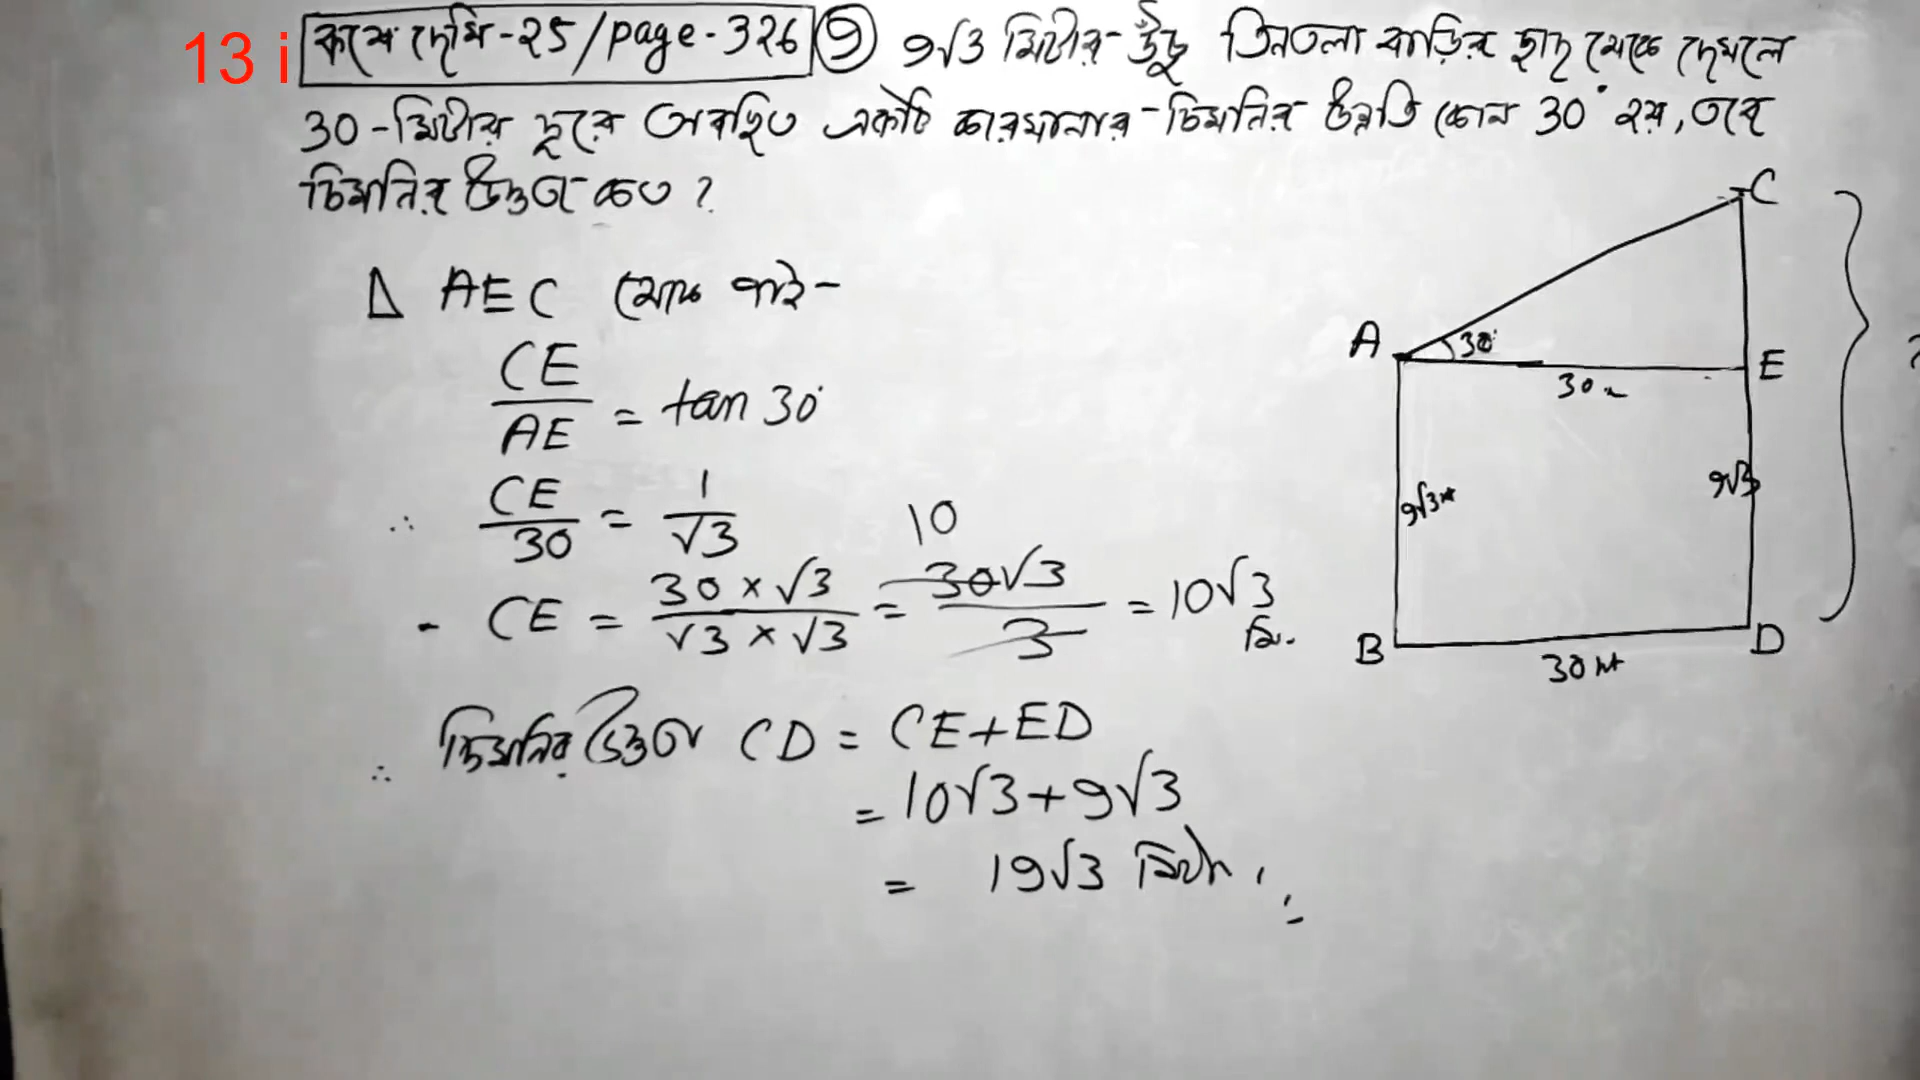 13 i কষে দেখি-২5/page-326 9 9√3 মিটার উঁচু তিনতলা বাড়ির ছাদ থেকে দেখলে
30-মিটার দূরে অবস্থিত একটি কারখানার চিমনির উন্নতি কোন 30° হয়, তবে
চিমনির উচ্চতা কত ?
Δ AEC থেকে পাই-
CE/AE = tan 30°
∴ CE/30 = 1/√3
CE = 30 × √3 / √3 × √3 = 30√3 / 3 = 10√3 মি.
10
∴ চিমনির উচ্চতা CD = CE+ED
= 10√3+9√3
= 19√3 মিটার।
C
A 30°
E
30
9√3
9√3
B
D
30 M
?